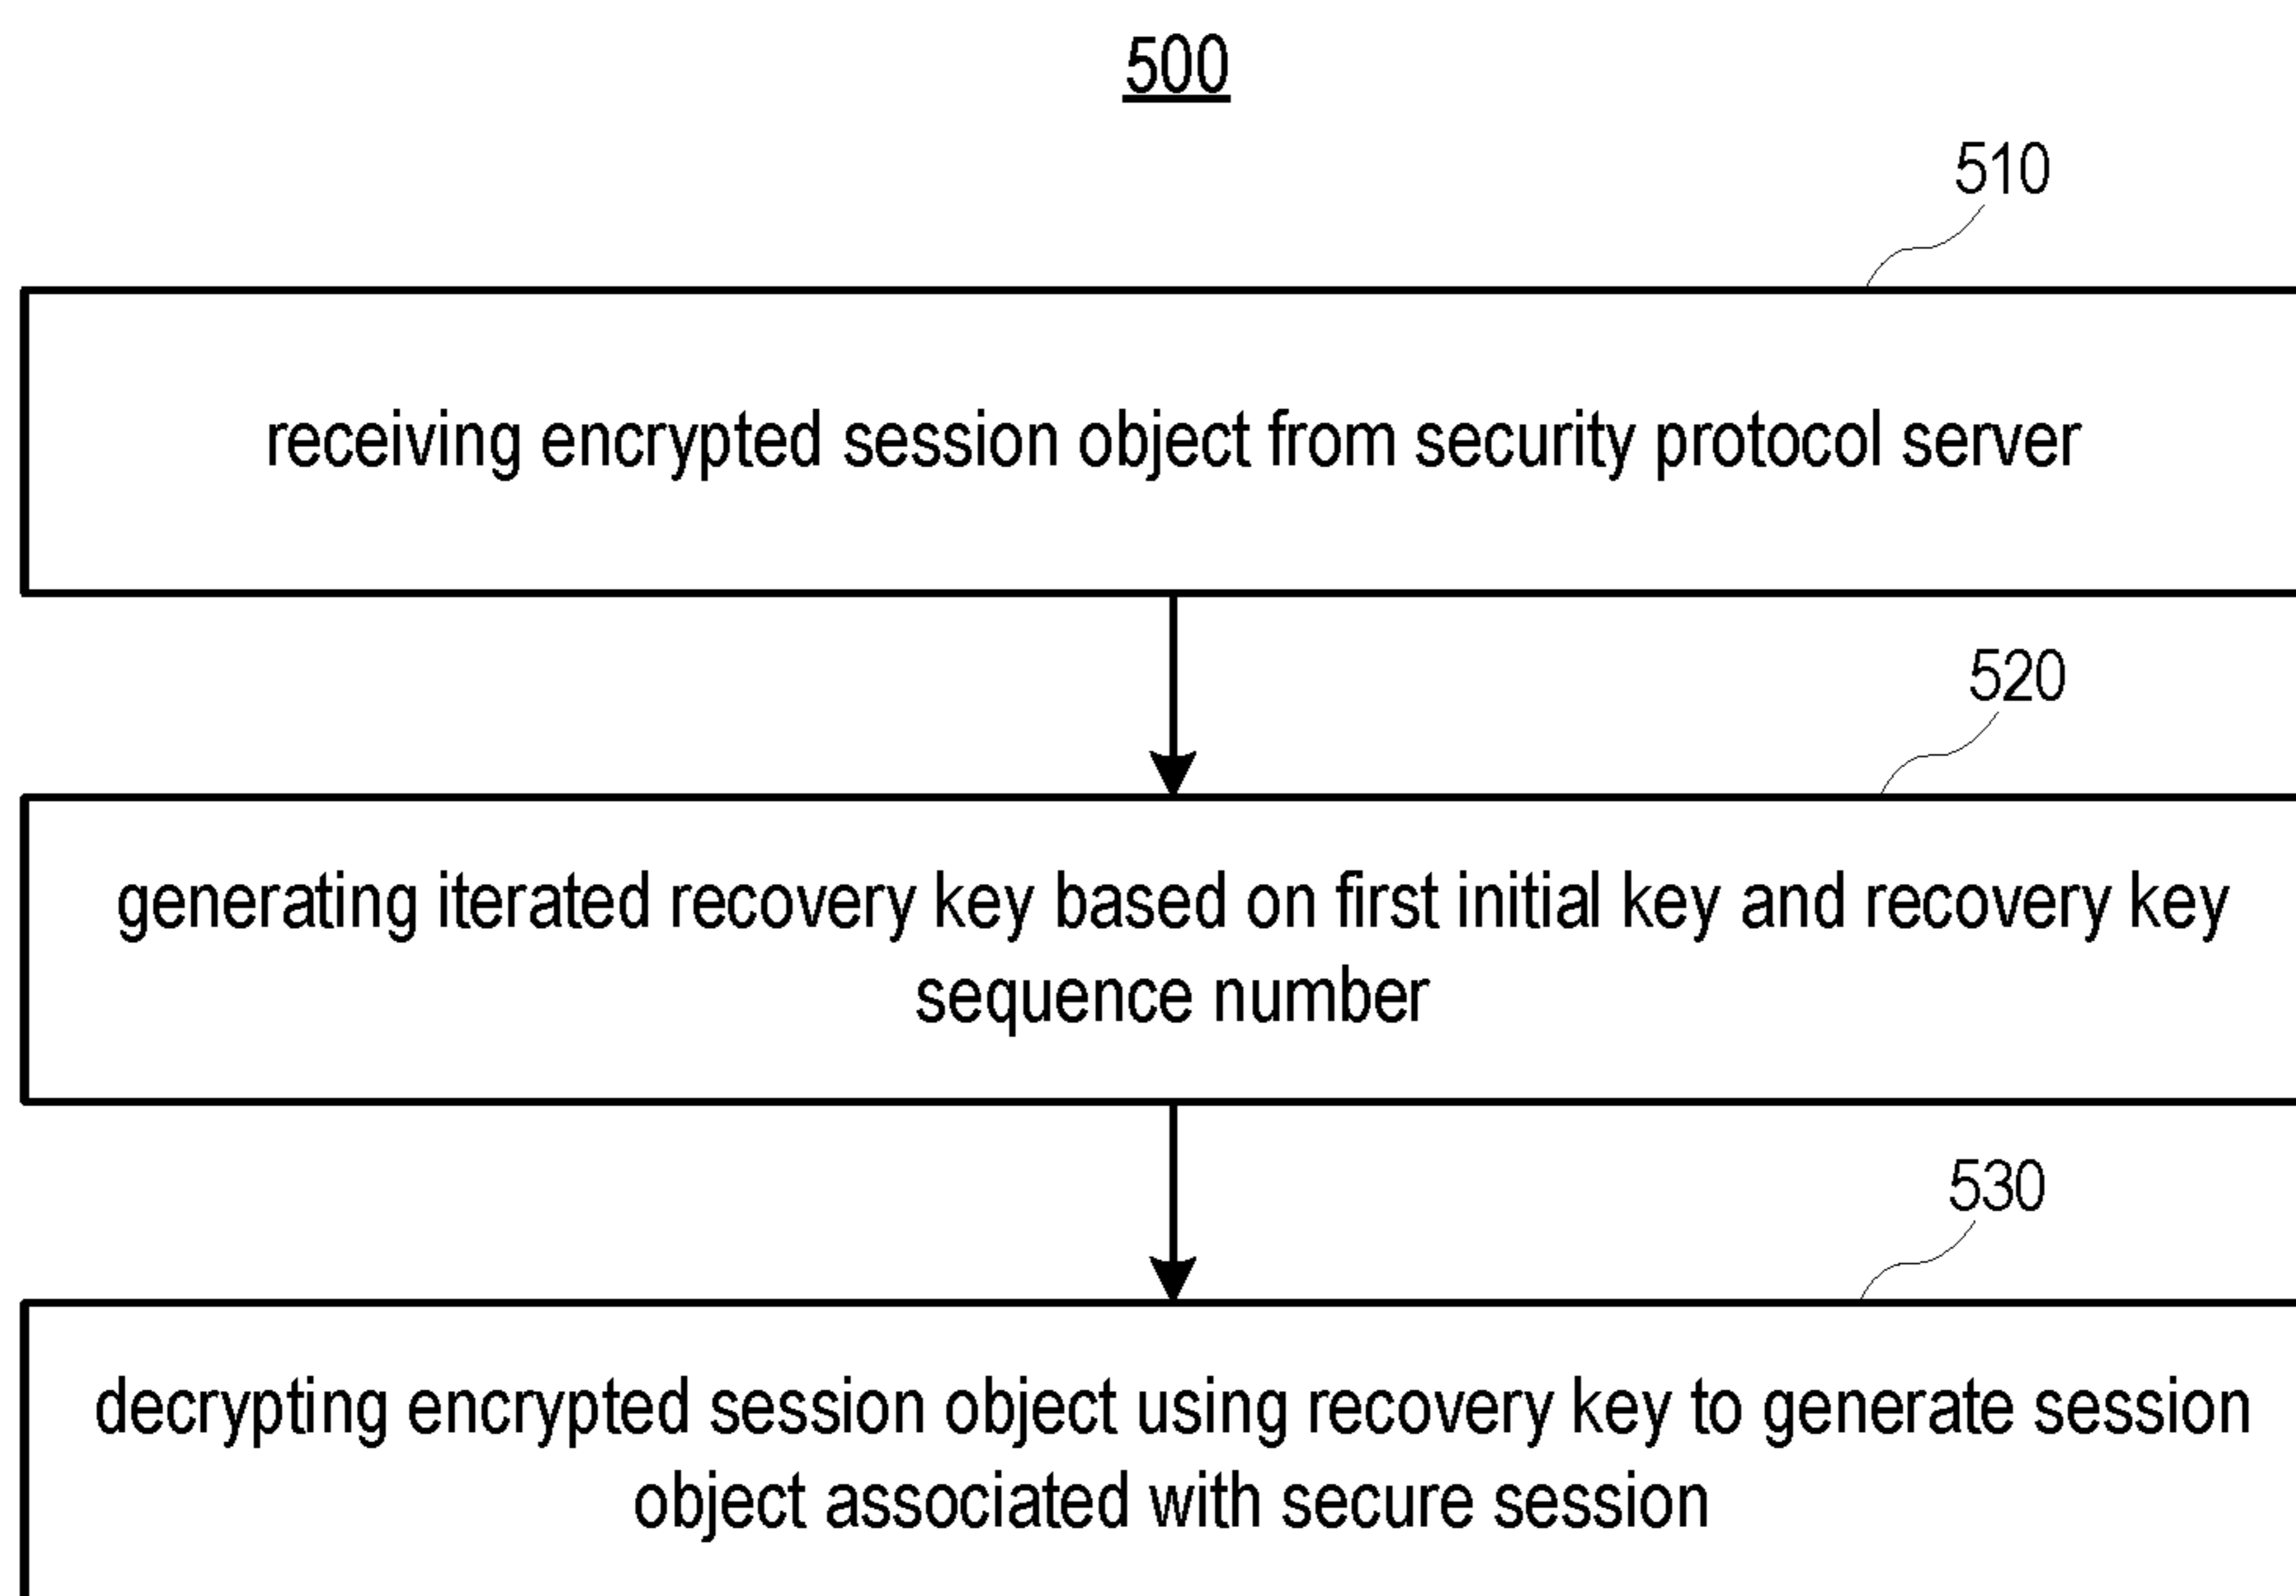 500
510
receiving encrypted session object from security protocol server
520
generating iterated recovery key based on first initial key and recovery key
sequence number
530
decrypting encrypted session object using recovery key to generate session
object associated with secure session